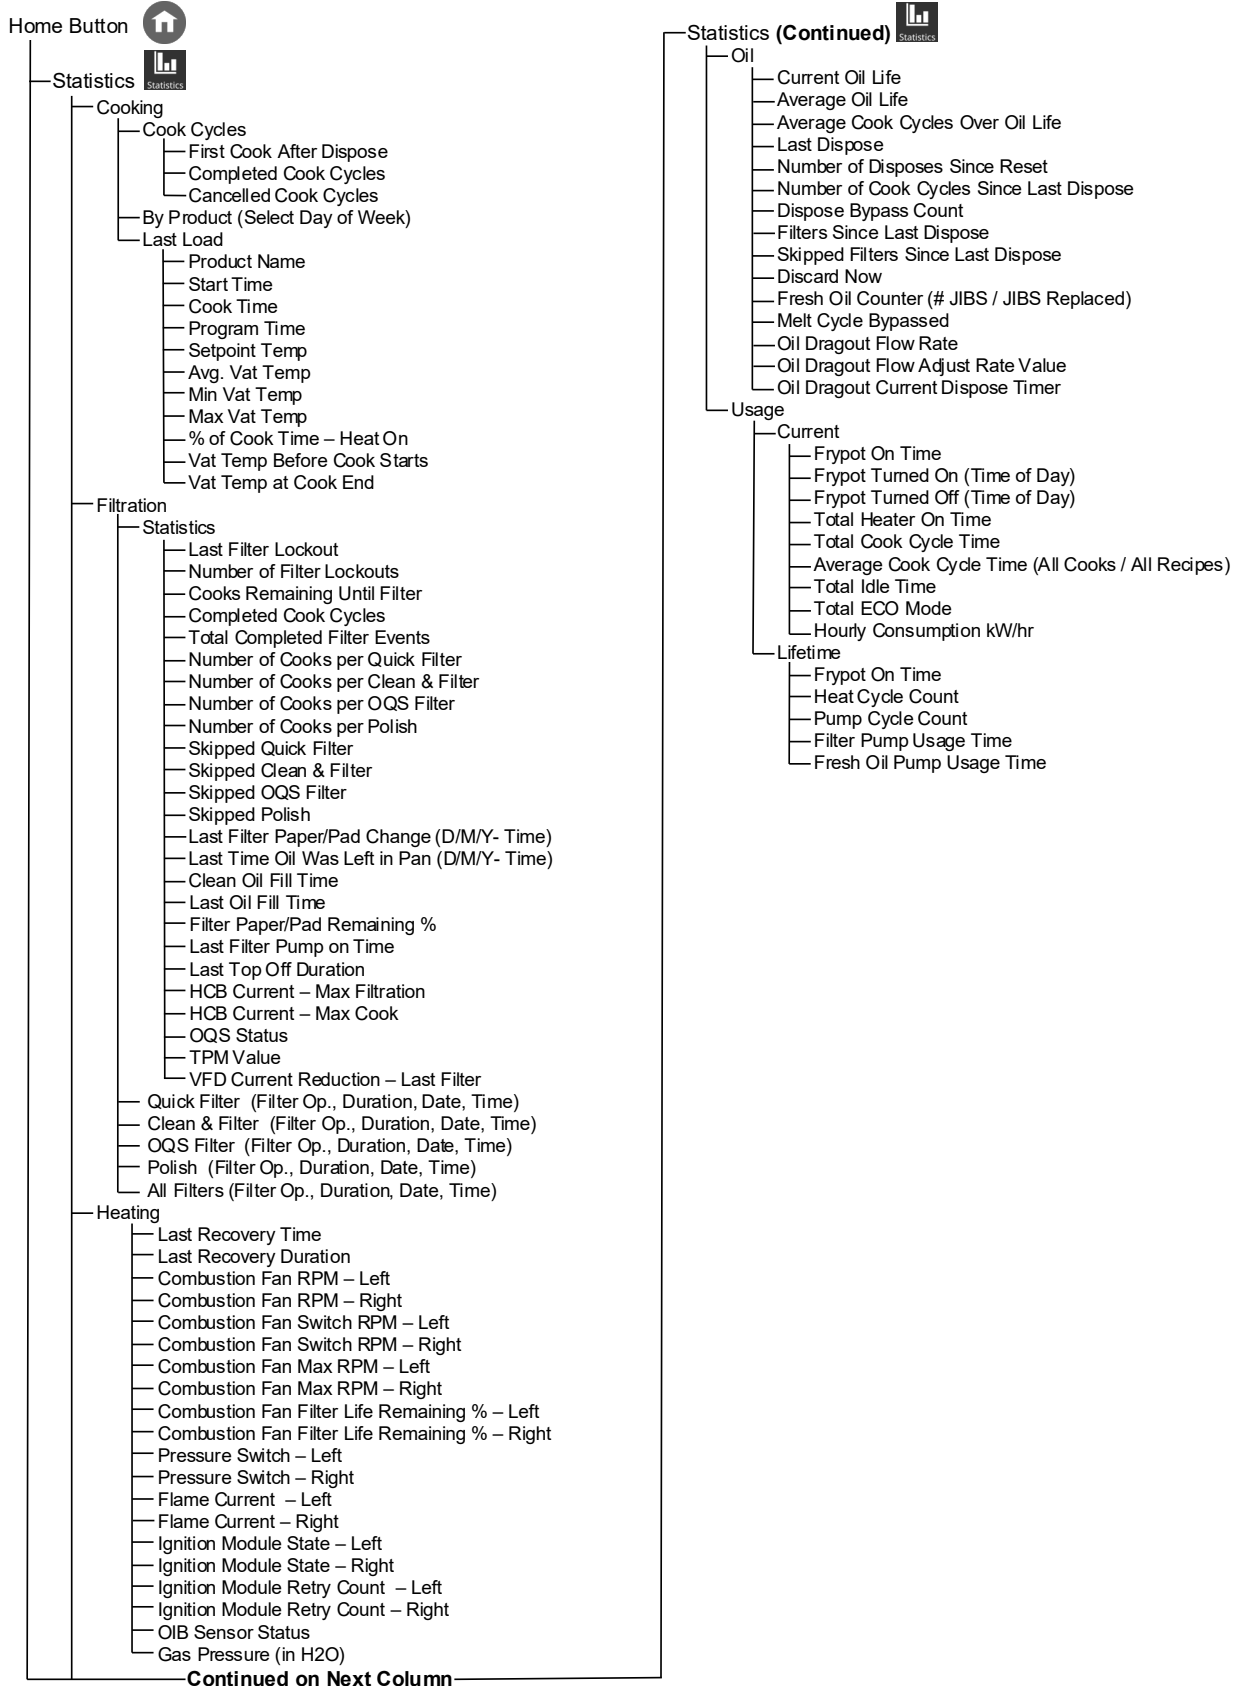 Home Button
Statistics
Statistics
Cooking
Cook Cycles
First Cook After Dispose
Completed Cook Cycles
Cancelled Cook Cycles
By Product (Select Day of Week)
Last Load
Product Name
Start Time
Cook Time
Program Time
Setpoint Temp
Avg. Vat Temp
Min Vat Temp
Max Vat Temp
% of Cook Time – Heat On
Vat Temp Before Cook Starts
Vat Temp at Cook End
Filtration
Statistics
Last Filter Lockout
Number of Filter Lockouts
Cooks Remaining Until Filter
Completed Cook Cycles
Total Completed Filter Events
Number of Cooks per Quick Filter
Number of Cooks per Clean & Filter
Number of Cooks per OQS Filter
Number of Cooks per Polish
Skipped Quick Filter
Skipped Clean & Filter
Skipped OQS Filter
Skipped Polish
Last Filter Paper/Pad Change (D/M/Y- Time)
Last Time Oil Was Left in Pan (D/M/Y- Time)
Clean Oil Fill Time
Last Oil Fill Time
Filter Paper/Pad Remaining %
Last Filter Pump on Time
Last Top Off Duration
HCB Current – Max Filtration
HCB Current – Max Cook
OQS Status
TPM Value
VFD Current Reduction – Last Filter
Quick Filter (Filter Op., Duration, Date, Time)
Clean & Filter (Filter Op., Duration, Date, Time)
OQS Filter (Filter Op., Duration, Date, Time)
Polish (Filter Op., Duration, Date, Time)
All Filters (Filter Op., Duration, Date, Time)
Heating
Last Recovery Time
Last Recovery Duration
Combustion Fan RPM – Left
Combustion Fan RPM – Right
Combustion Fan Switch RPM – Left
Combustion Fan Switch RPM – Right
Combustion Fan Max RPM – Left
Combustion Fan Max RPM – Right
Combustion Fan Filter Life Remaining % – Left
Combustion Fan Filter Life Remaining % – Right
Pressure Switch – Left
Pressure Switch – Right
Flame Current – Left
Flame Current – Right
Ignition Module State – Left
Ignition Module State – Right
Ignition Module Retry Count – Left
Ignition Module Retry Count – Right
OIB Sensor Status
Gas Pressure (in H2O)
Continued on Next Column
Statistics (Continued)
Statistics
Oil
Current Oil Life
Average Oil Life
Average Cook Cycles Over Oil Life
Last Dispose
Number of Disposes Since Reset
Number of Cook Cycles Since Last Dispose
Dispose Bypass Count
Filters Since Last Dispose
Skipped Filters Since Last Dispose
Discard Now
Fresh Oil Counter (# JIBS / JIBS Replaced)
Melt Cycle Bypassed
Oil Dragout Flow Rate
Oil Dragout Flow Adjust Rate Value
Oil Dragout Current Dispose Timer
Usage
Current
Frypot On Time
Frypot Turned On (Time of Day)
Frypot Turned Off (Time of Day)
Total Heater On Time
Total Cook Cycle Time
Average Cook Cycle Time (All Cooks / All Recipes)
Total Idle Time
Total ECO Mode
Hourly Consumption kW/hr
Lifetime
Frypot On Time
Heat Cycle Count
Pump Cycle Count
Filter Pump Usage Time
Fresh Oil Pump Usage Time